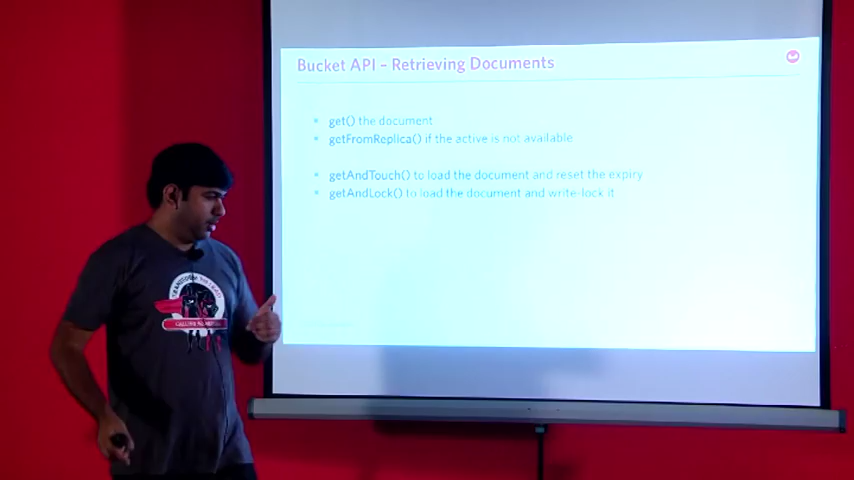 Bucket API – Retrieving Documents
get() the document
getFromReplica() if the active is not available
getAndTouch() to load the document and reset the expiry
getAndLock() to load the document and write-lock it